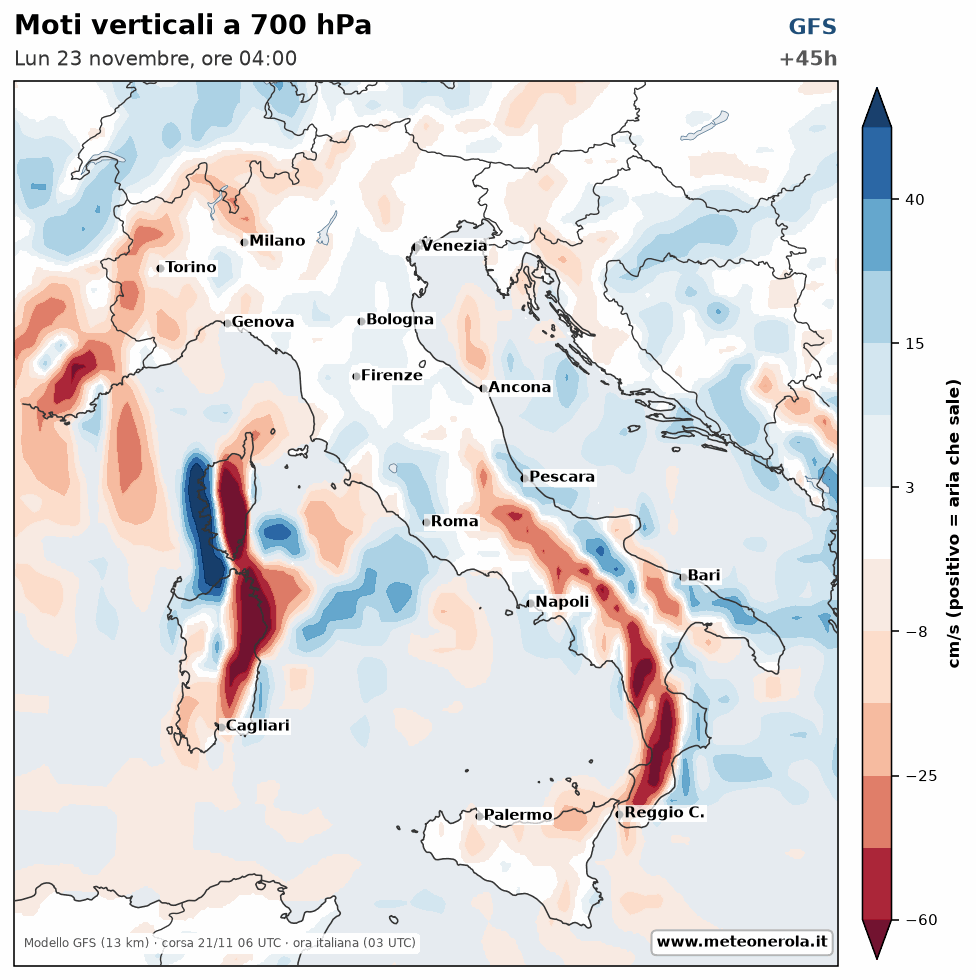 Moti verticali a 700 hPa
GFS
Lun 23 novembre, ore 04:00
+45h
Milano
Venezia
Torino
Genova
Bologna
Firenze
Ancona
Pescara
Roma
Bari
Napoli
Cagliari
Palermo
Reggio C.
40
15
3
−8
−25
−60
cm/s (positivo = aria che sale)
Modello GFS (13 km) · corsa 21/11 06 UTC · ora italiana (03 UTC)
www.meteonerola.it